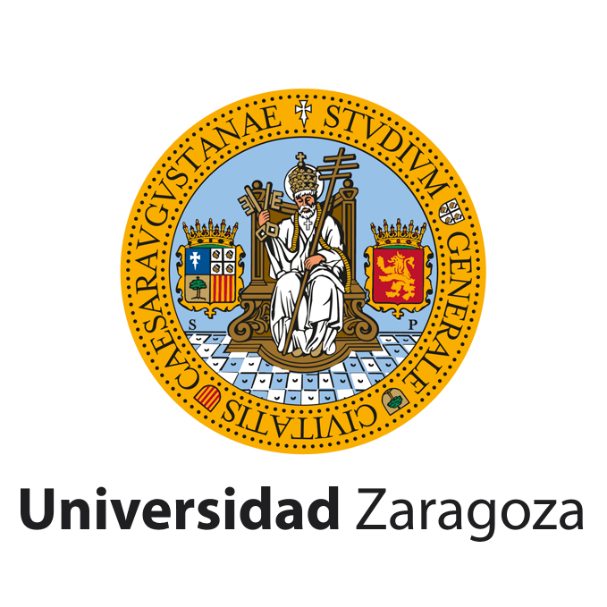 STVDIVM GENERALE CIVITATIS CAESARAVGVSTANAE
S P
Universidad Zaragoza